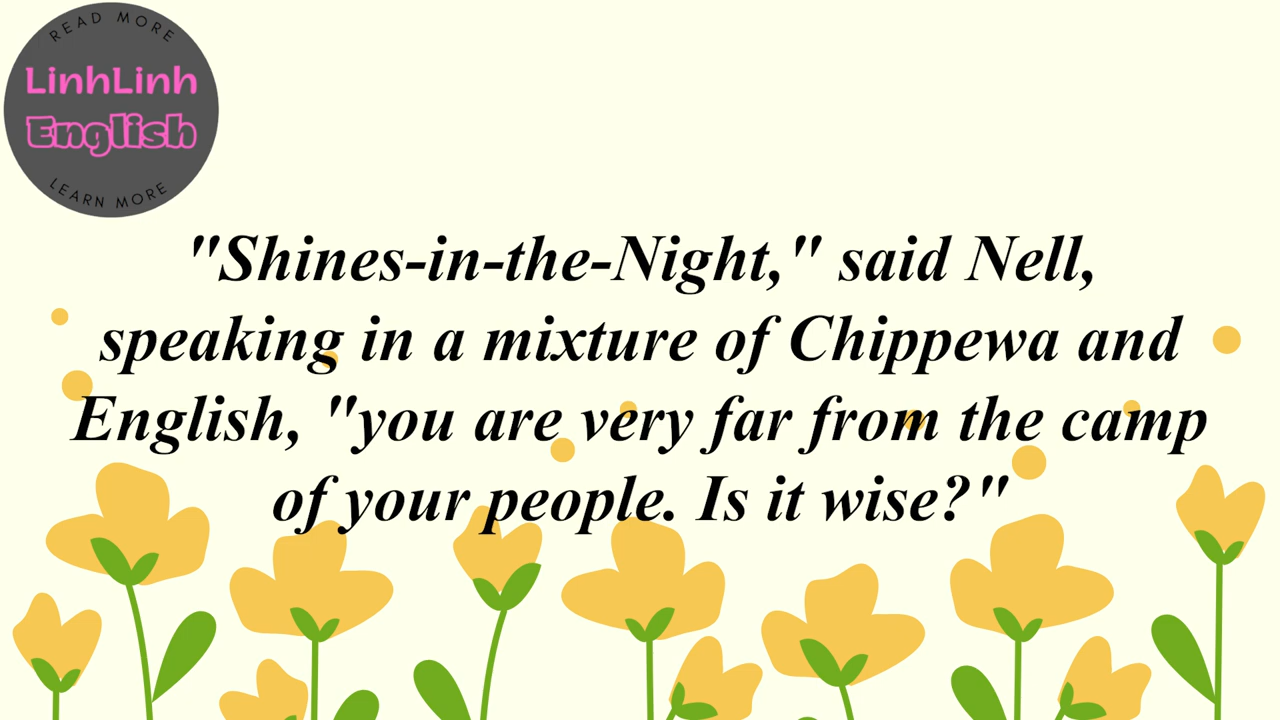 READ MORE
LinhLinh
English
LEARN MORE
"Shines-in-the-Night," said Nell,
speaking in a mixture of Chippewa and
English, "you are very far from the camp
of your people. Is it wise?"